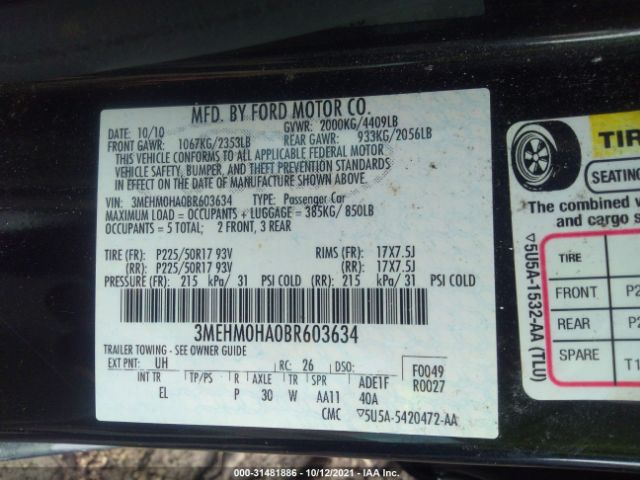 MFD. BY FORD MOTOR CO.
DATE: 10/10 GVWR: 2000KG/4409LB
FRONT GAWR: 1067KG/2353LB REAR GAWR: 933KG/2056LB
THIS VEHICLE CONFORMS TO ALL APPLICABLE FEDERAL MOTOR
VEHICLE SAFETY, BUMPER, AND THEFT PREVENTION STANDARDS
IN EFFECT ON THE DATE OF MANUFACTURE SHOWN ABOVE.
VIN: 3MEHM0HA0BR603634 TYPE: Passenger Car
MAXIMUM LOAD = OCCUPANTS + LUGGAGE = 385KG/ 850LB
OCCUPANTS = 5 TOTAL; 2 FRONT, 3 REAR
TIRE (FR): P225/50R17 93V RIMS (FR): 17X7.5J
(RR): P225/50R17 93V (RR): 17X7.5J
PRESSURE (FR): 215 kPa/ 31 PSI COLD (RR): 215 kPa/ 31 PSI COLD
3MEHM0HA0BR603634
TRAILER TOWING - SEE OWNER GUIDE
EXT PNT: UH RC: 26 DSO: F0049
R0027
INT TR TP/PS R AXLE TR SPR ADE1F
EL P 30 W AA11 40A
CMC ▽5U5A-5420472-AA
TIR
SEATING
The combined w
and cargo s
TIRE
FRONT P2
REAR P2
SPARE T1
▽5U5A-1532-AA (TLU)
000-31481886 - 10/12/2021 - IAA Inc.